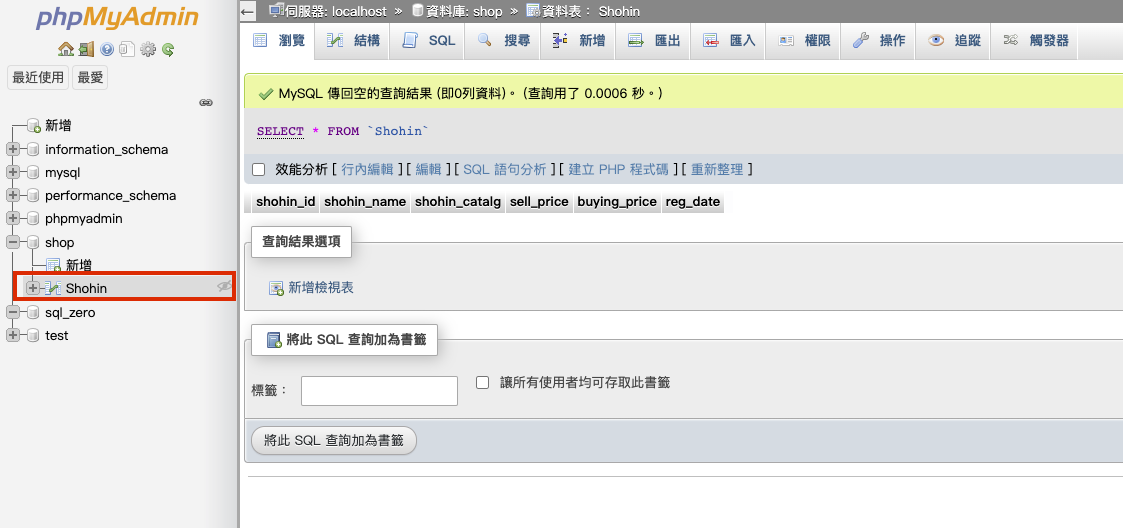 phpMyAdmin
最近使用 最愛
新增
information_schema
mysql
performance_schema
phpmyadmin
shop
新增
Shohin
sql_zero
test
伺服器: localhost » 資料庫: shop » 資料表： Shohin
瀏覽 結構 SQL 搜尋 新增 匯出 匯入 權限 操作 追蹤 觸發器
MySQL 傳回空的查詢結果 (即0列資料)。 (查詢用了 0.0006 秒。)
SELECT * FROM `Shohin`
效能分析 [ 行內編輯 ] [ 編輯 ] [ SQL 語句分析 ] [ 建立 PHP 程式碼 ] [ 重新整理 ]
shohin_id shohin_name shohin_catalg sell_price buying_price reg_date
查詢結果選項
新增檢視表
將此 SQL 查詢加為書籤
標籤： 讓所有使用者均可存取此書籤
將此 SQL 查詢加為書籤